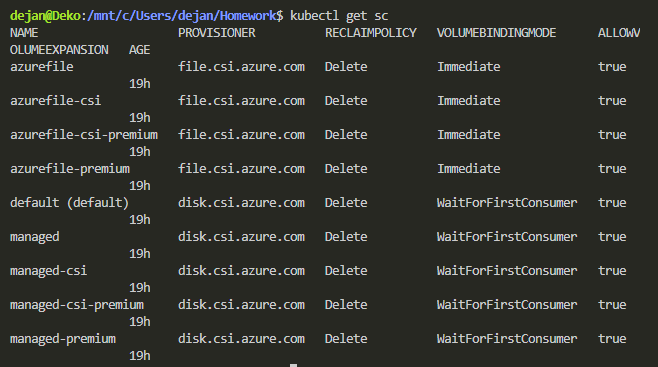 dejan@Deko:/mnt/c/Users/dejan/Homework$ kubectl get sc
NAME PROVISIONER RECLAIMPOLICY VOLUMEBINDINGMODE ALLOWV
OLUMEEXPANSION AGE
azurefile file.csi.azure.com Delete Immediate true
19h
azurefile-csi file.csi.azure.com Delete Immediate true
19h
azurefile-csi-premium file.csi.azure.com Delete Immediate true
19h
azurefile-premium file.csi.azure.com Delete Immediate true
19h
default (default) disk.csi.azure.com Delete WaitForFirstConsumer true
19h
managed disk.csi.azure.com Delete WaitForFirstConsumer true
19h
managed-csi disk.csi.azure.com Delete WaitForFirstConsumer true
19h
managed-csi-premium disk.csi.azure.com Delete WaitForFirstConsumer true
19h
managed-premium disk.csi.azure.com Delete WaitForFirstConsumer true
19h